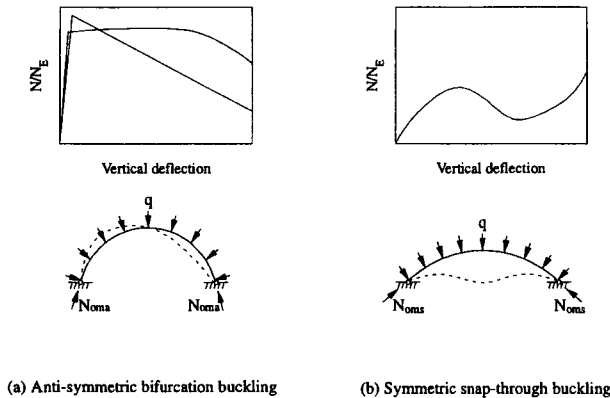 N/N_E
Vertical deflection
N/N_E
Vertical deflection
q
N_oma
N_oma
q
N_oms
N_oms
(a) Anti-symmetric bifurcation buckling
(b) Symmetric snap-through buckling